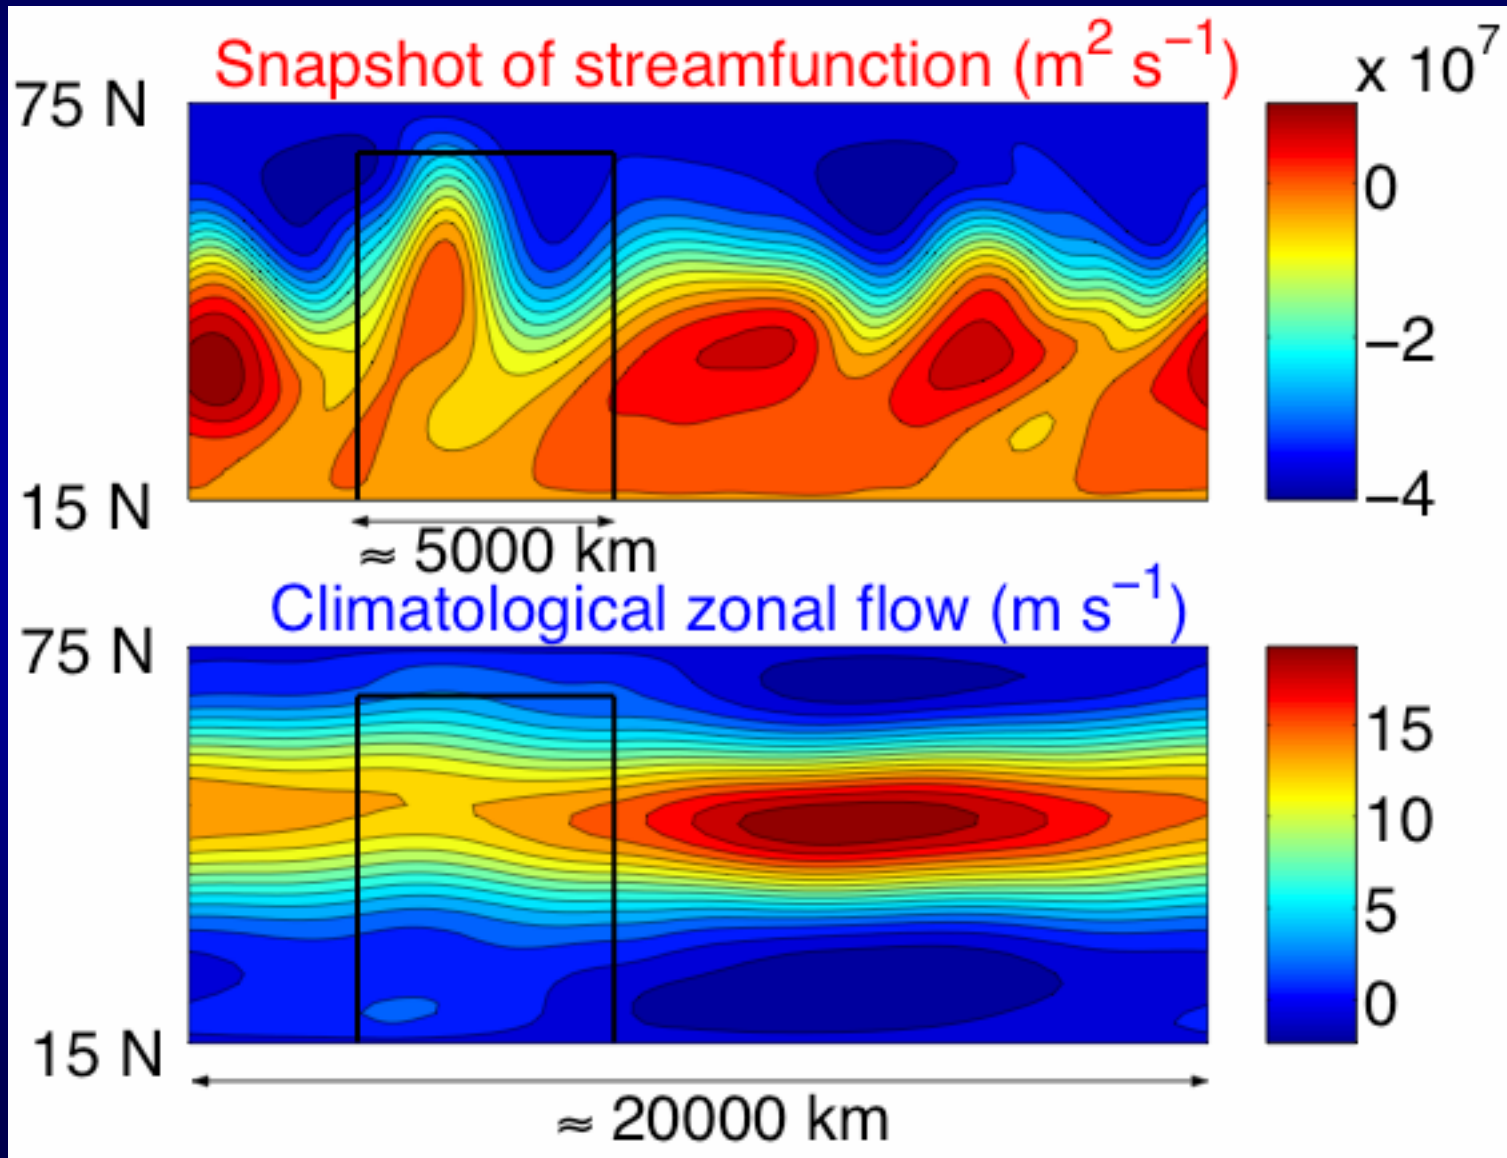 Snapshot of streamfunction (m² s⁻¹)
x 10⁷
75 N
0
−2
−4
15 N
≈ 5000 km
Climatological zonal flow (m s⁻¹)
75 N
15
10
5
0
15 N
≈ 20000 km